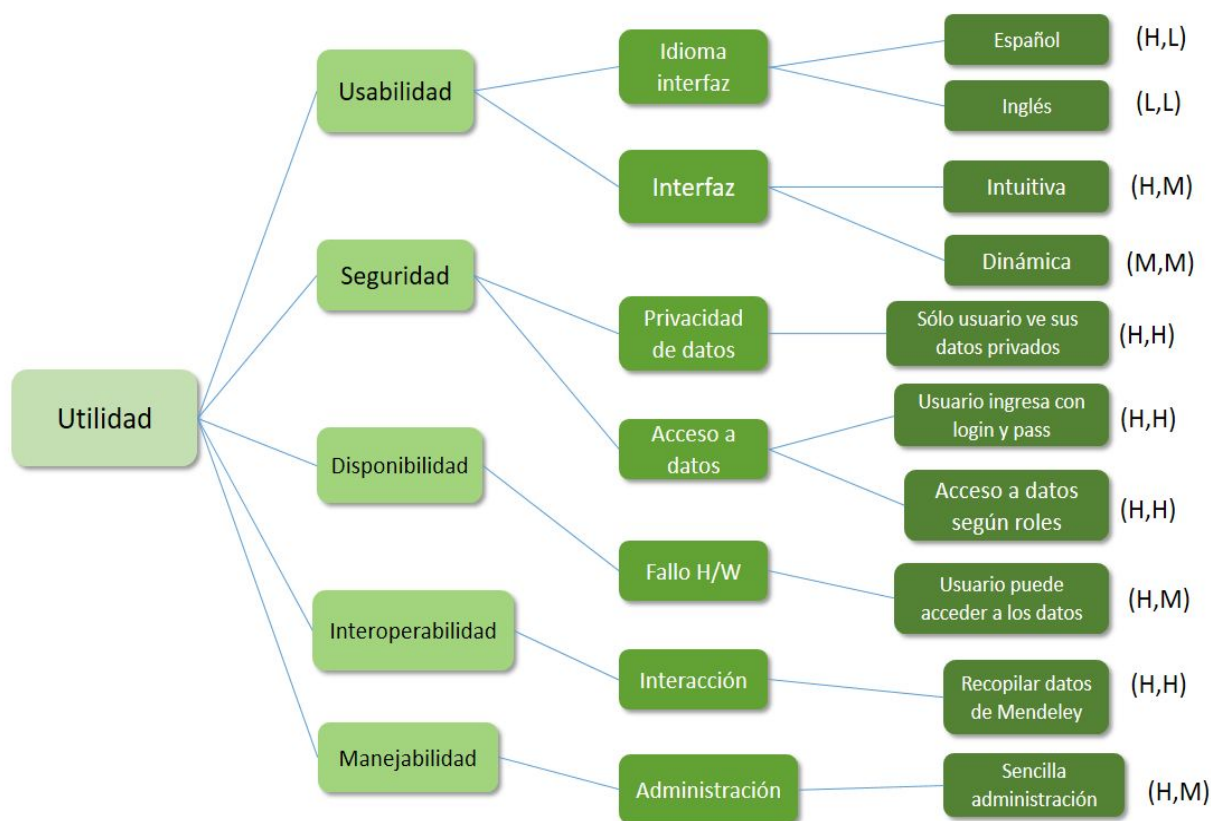 Utilidad
Usabilidad
Idioma
interfaz
Español
(H,L)
Inglés
(L,L)
Interfaz
Intuitiva
(H,M)
Dinámica
(M,M)
Seguridad
Privacidad
de datos
Sólo usuario ve sus
datos privados
(H,H)
Acceso a
datos
Usuario ingresa con
login y pass
(H,H)
Acceso a datos
según roles
(H,H)
Disponibilidad
Fallo H/W
Usuario puede
acceder a los datos
(H,M)
Interoperabilidad
Interacción
Recopilar datos
de Mendeley
(H,H)
Manejabilidad
Administración
Sencilla
administración
(H,M)